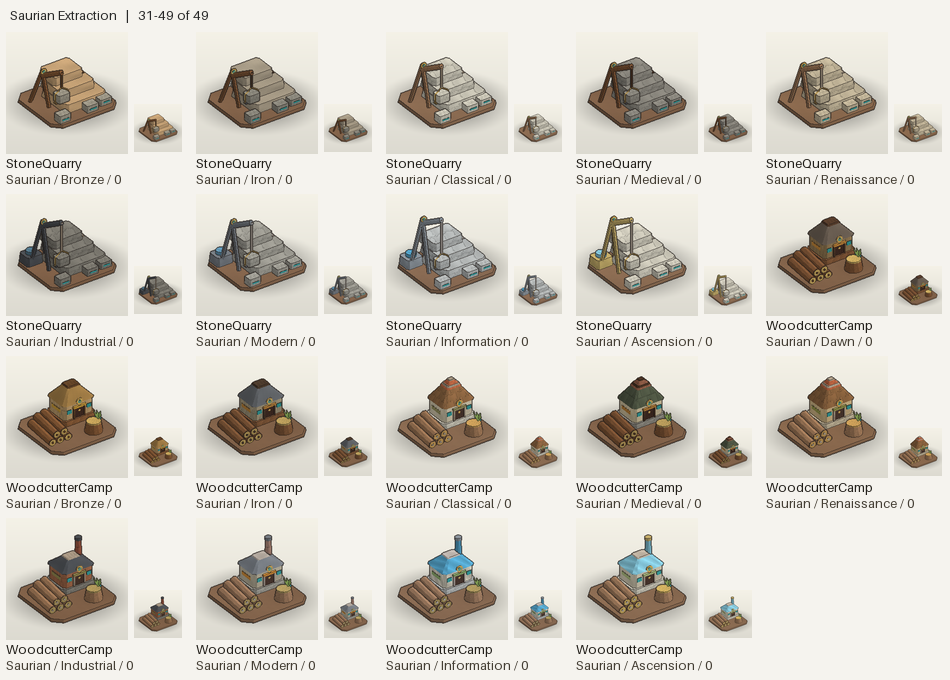 Saurian Extraction | 31-49 of 49
StoneQuarry
Saurian / Bronze / 0
StoneQuarry
Saurian / Iron / 0
StoneQuarry
Saurian / Classical / 0
StoneQuarry
Saurian / Medieval / 0
StoneQuarry
Saurian / Renaissance / 0
StoneQuarry
Saurian / Industrial / 0
StoneQuarry
Saurian / Modern / 0
StoneQuarry
Saurian / Information / 0
StoneQuarry
Saurian / Ascension / 0
WoodcutterCamp
Saurian / Dawn / 0
WoodcutterCamp
Saurian / Bronze / 0
WoodcutterCamp
Saurian / Iron / 0
WoodcutterCamp
Saurian / Classical / 0
WoodcutterCamp
Saurian / Medieval / 0
WoodcutterCamp
Saurian / Renaissance / 0
WoodcutterCamp
Saurian / Industrial / 0
WoodcutterCamp
Saurian / Modern / 0
WoodcutterCamp
Saurian / Information / 0
WoodcutterCamp
Saurian / Ascension / 0